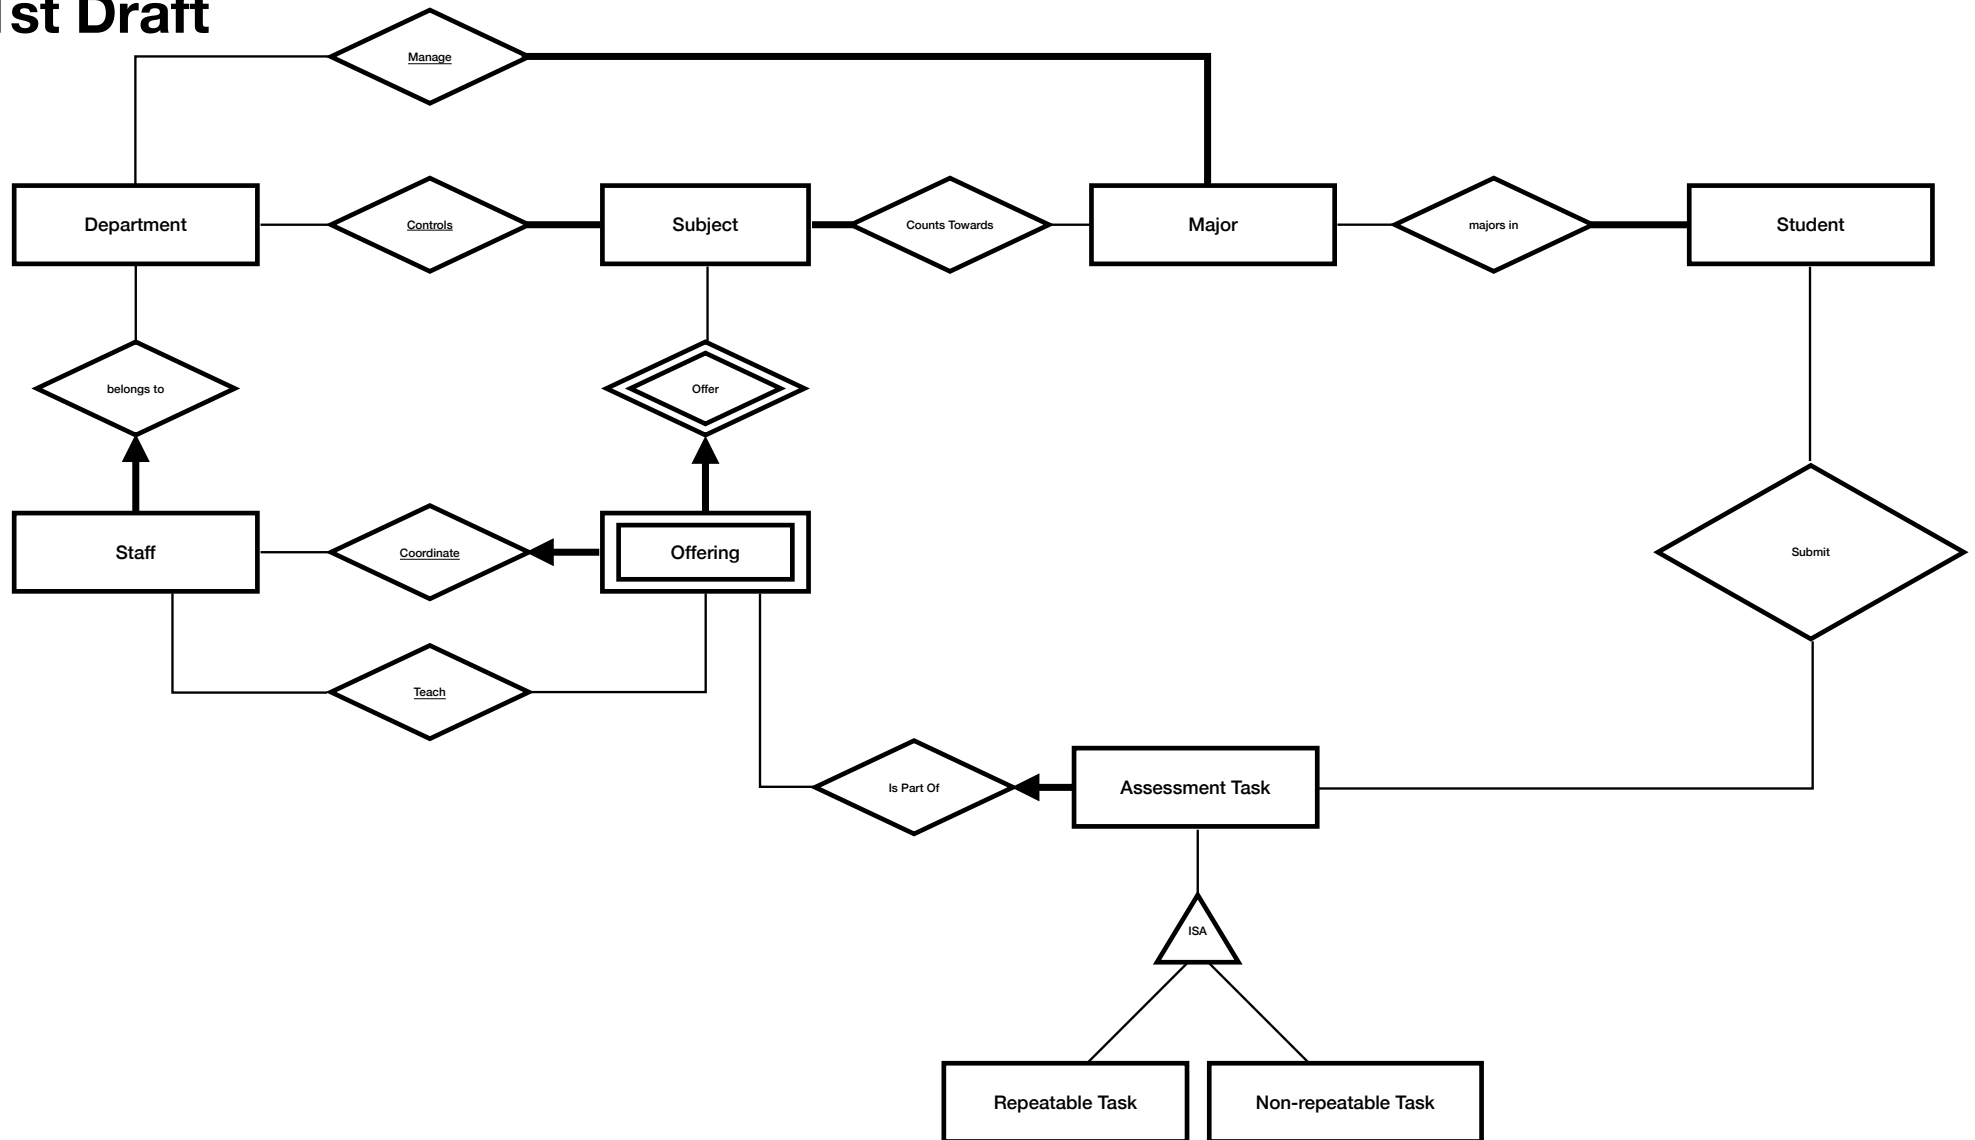 1st Draft
Manage
Department
Controls
Subject
Counts Towards
Major
majors in
Student
belongs to
Offer
Staff
Coordinate
Offering
Submit
Teach
Is Part Of
Assessment Task
ISA
Repeatable Task
Non-repeatable Task